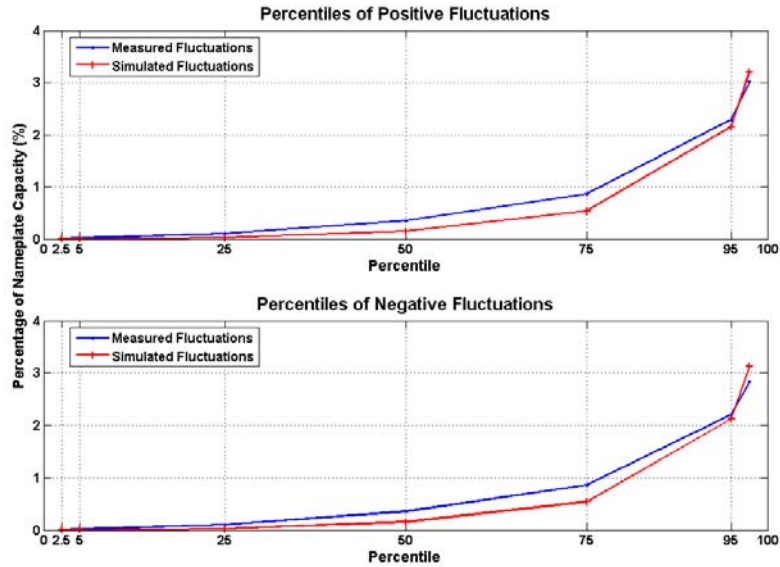 Percentiles of Positive Fluctuations
4
3
2
1
0
Measured Fluctuations
Simulated Fluctuations
0 2.5 5 25 50 75 95 100
Percentile
Percentage of Nameplate Capacity (%)
Percentiles of Negative Fluctuations
4
3
2
1
0
Measured Fluctuations
Simulated Fluctuations
0 2.5 5 25 50 75 95 100
Percentile